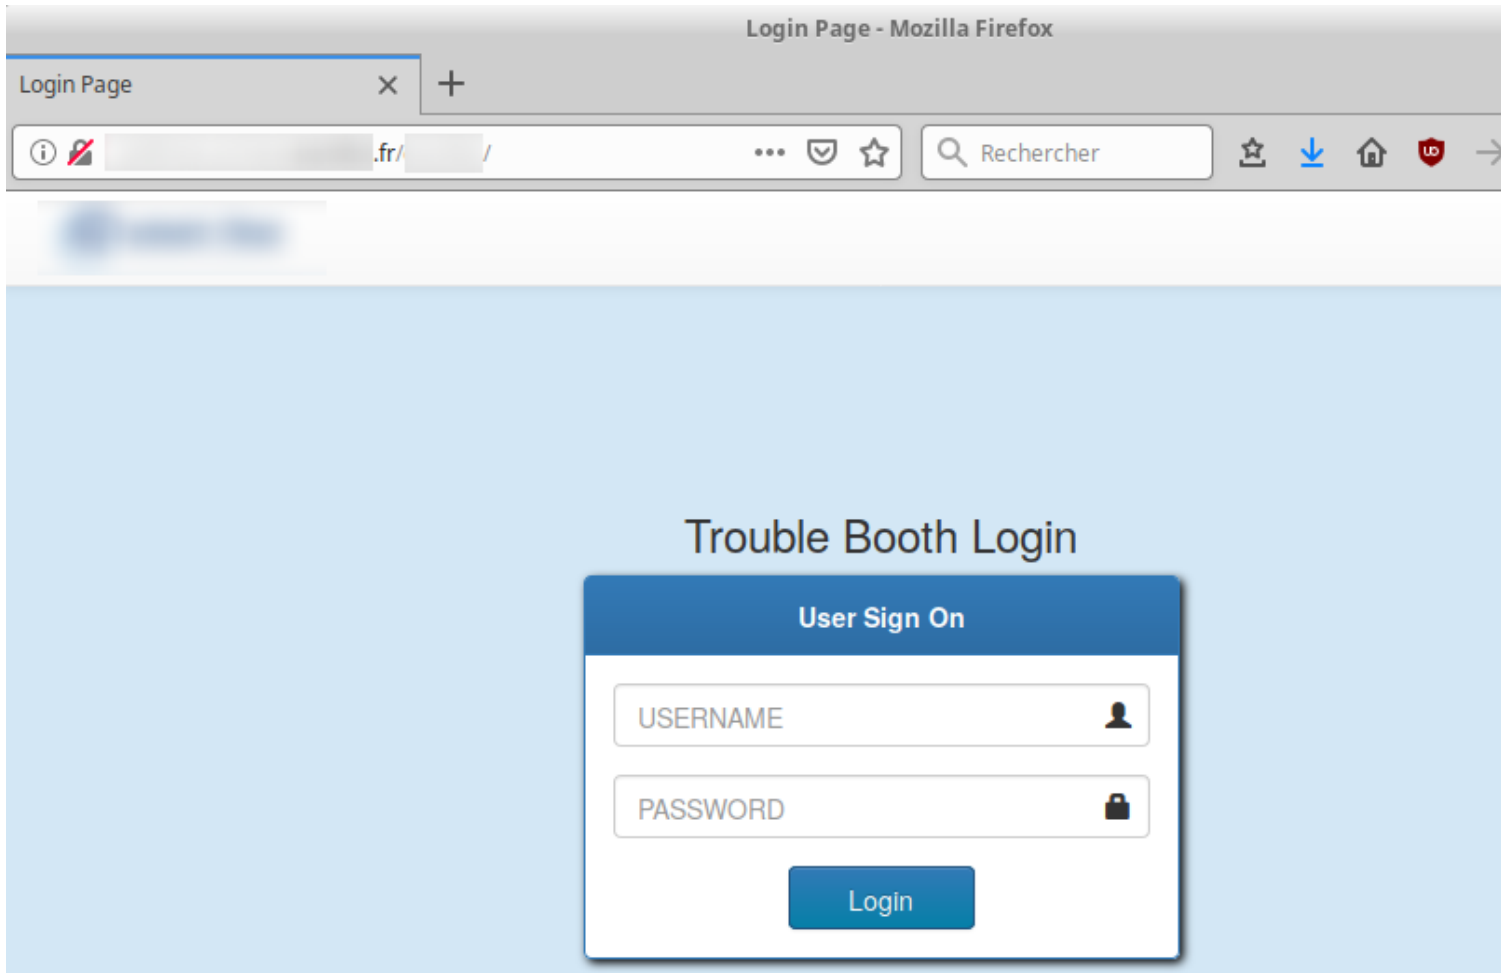 Login Page - Mozilla Firefox
Login Page
.fr/ /
Rechercher
Trouble Booth Login
User Sign On
USERNAME
PASSWORD
Login